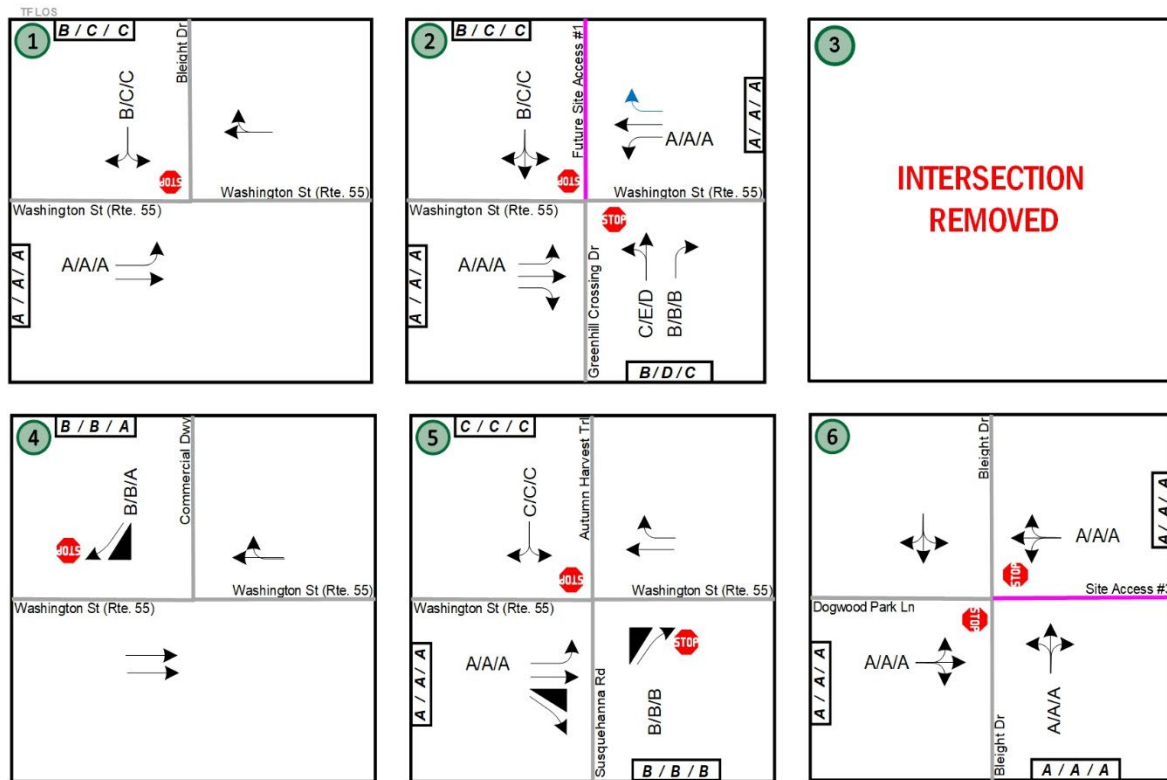 TF LOS
1
B / C / C
Bleight Dr
B/C/C
STOP
Washington St (Rte. 55)
Washington St (Rte. 55)
A/A/A
A / A / A
2
B / C / C
Future Site Access #1
B/C/C
STOP
A/A/A
A / A / A
Washington St (Rte. 55)
Washington St (Rte. 55)
STOP
A/A/A
A / A / A
Greenhill Crossing Dr
C/E/D
B/B/B
B / D / C
3
INTERSECTION
REMOVED
4
B / B / A
Commercial Dwy
B/B/A
STOP
Washington St (Rte. 55)
Washington St (Rte. 55)
5
C / C / C
Autumn Harvest Trl
C/C/C
STOP
Washington St (Rte. 55)
Washington St (Rte. 55)
A/A/A
A / A / A
Susquehanna Rd
STOP
B/B/B
B / B / B
6
Bleight Dr
A/A/A
A / A / A
STOP
Site Access #3
Dogwood Park Ln
STOP
A/A/A
A / A / A
A/A/A
Bleight Dr
A / A / A